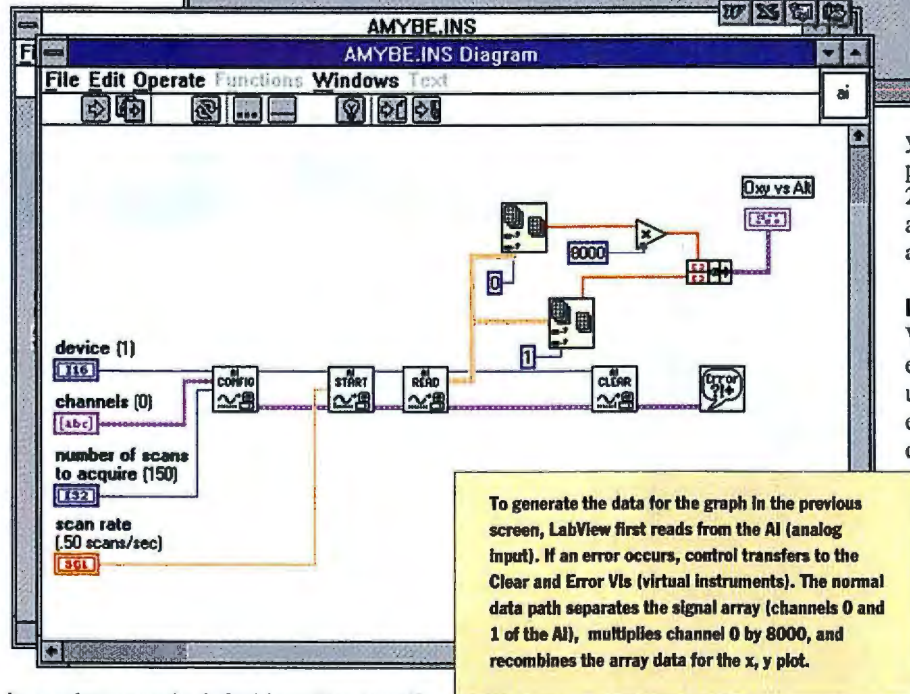 AMYBE.INS
AMYBE.INS Diagram
File Edit Operate Functions Windows Text
ai
Oxy vs Alt
8000
0
1
device (1)
I16
channels (0)
[abc]
number of scans
to acquire (150)
I32
scan rate
(.50 scans/sec)
SGL
AI
CONFIG
AI
START
AI
READ
AI
CLEAR
Error
?!+
To generate the data for the graph in the previous
screen, LabView first reads from the AI (analog
input). If an error occurs, control transfers to the
Clear and Error VIs (virtual instruments). The normal
data path separates the signal array (channels 0 and
1 of the AI), multiplies channel 0 by 8000, and
recombines the array data for the x, y plot.